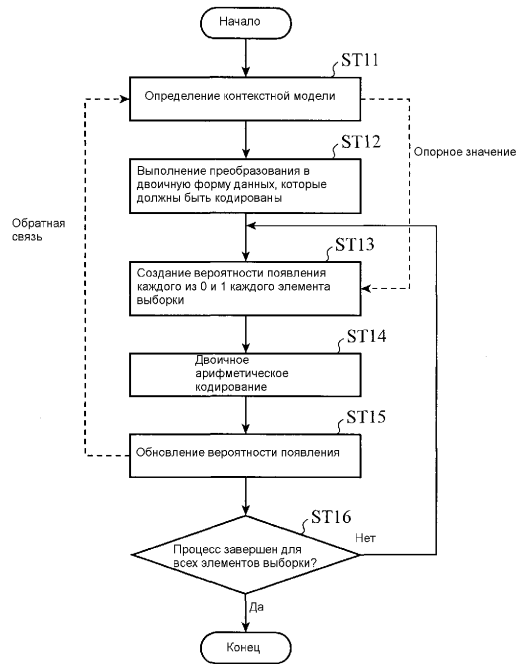 Начало
ST11
Определение контекстной модели
Опорное значение
ST12
Выполнение преобразования в
двоичную форму данных, которые
должны быть кодированы
Обратная
связь
ST13
Создание вероятности появления
каждого из 0 и 1 каждого элемента
выборки
ST14
Двоичное
арифметическое
кодирование
ST15
Обновление вероятности появления
ST16
Нет
Процесс завершен для
всех элементов выборки?
Да
Конец